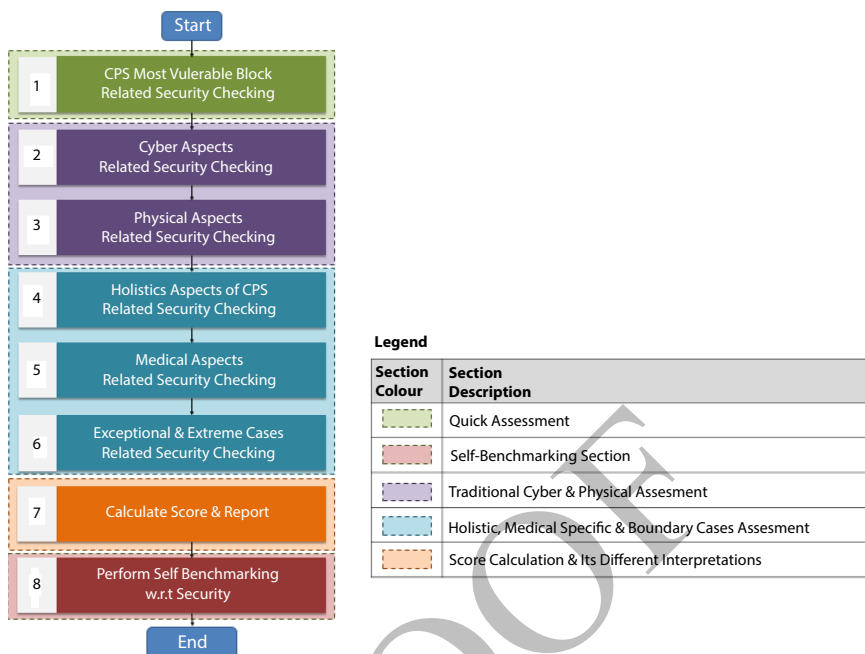 Start
1
CPS Most Vulerable Block
Related Security Checking
2
Cyber Aspects
Related Security Checking
3
Physical Aspects
Related Security Checking
4
Holistics Aspects of CPS
Related Security Checking
5
Medical Aspects
Related Security Checking
6
Exceptional & Extreme Cases
Related Security Checking
7
Calculate Score & Report
8
Perform Self Benchmarking
w.r.t Security
End
Legend
Section Colour
Section Description
Quick Assessment
Self-Benchmarking Section
Traditional Cyber & Physical Assesment
Holistic, Medical Specific & Boundary Cases Assesment
Score Calculation & Its Different Interpretations
OOF